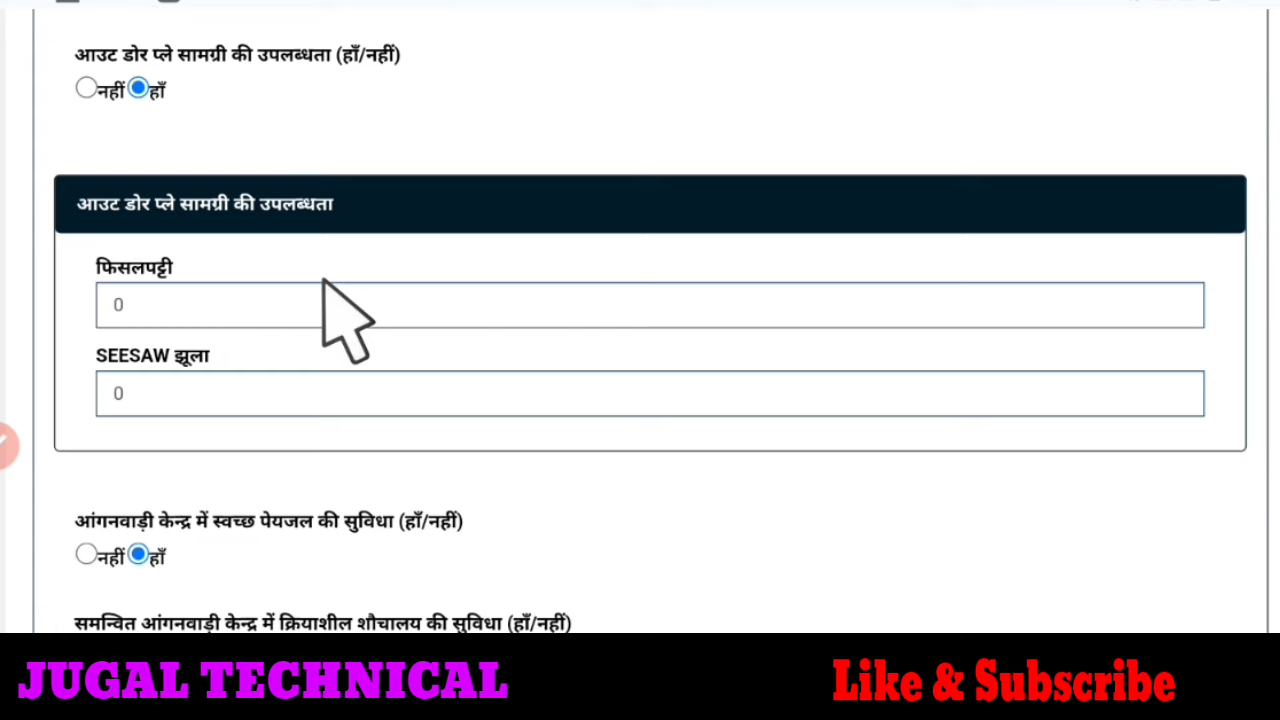 आउट डोर प्ले सामग्री की उपलब्धता (हाँ/नहीं)
नहीं हाँ
आउट डोर प्ले सामग्री की उपलब्धता
फिसलपट्टी
0
SEESAW झूला
0
आंगनवाड़ी केन्द्र में स्वच्छ पेयजल की सुविधा (हाँ/नहीं)
नहीं हाँ
समन्वित आंगनवाड़ी केन्द्र में क्रियाशील शौचालय की सुविधा (हाँ/नहीं)
JUGAL TECHNICAL Like & Subscribe